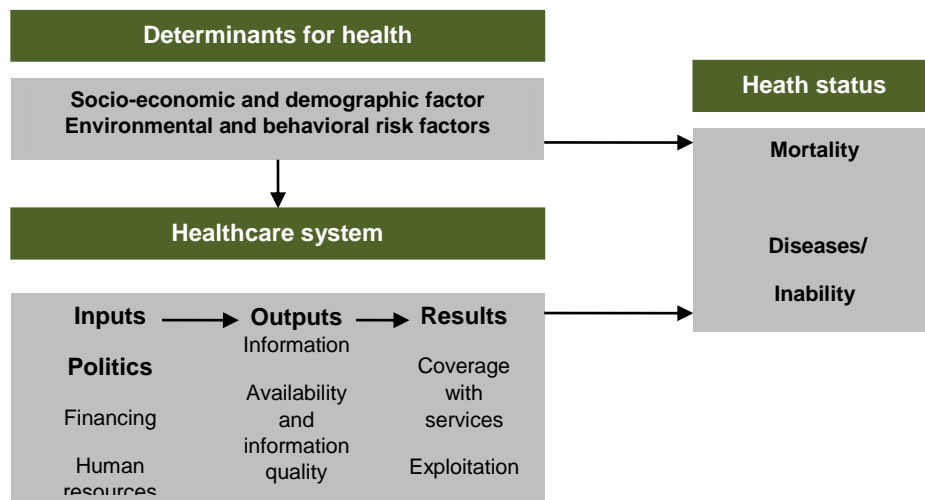 Determinants for health
Socio-economic and demographic factor
Environmental and behavioral risk factors
Healthcare system
Inputs
Politics
Financing
Human
resources
Outputs
Information
Availability
and
information
quality
Results
Coverage
with
services
Exploitation
Heath status
Mortality
Diseases/
Inability